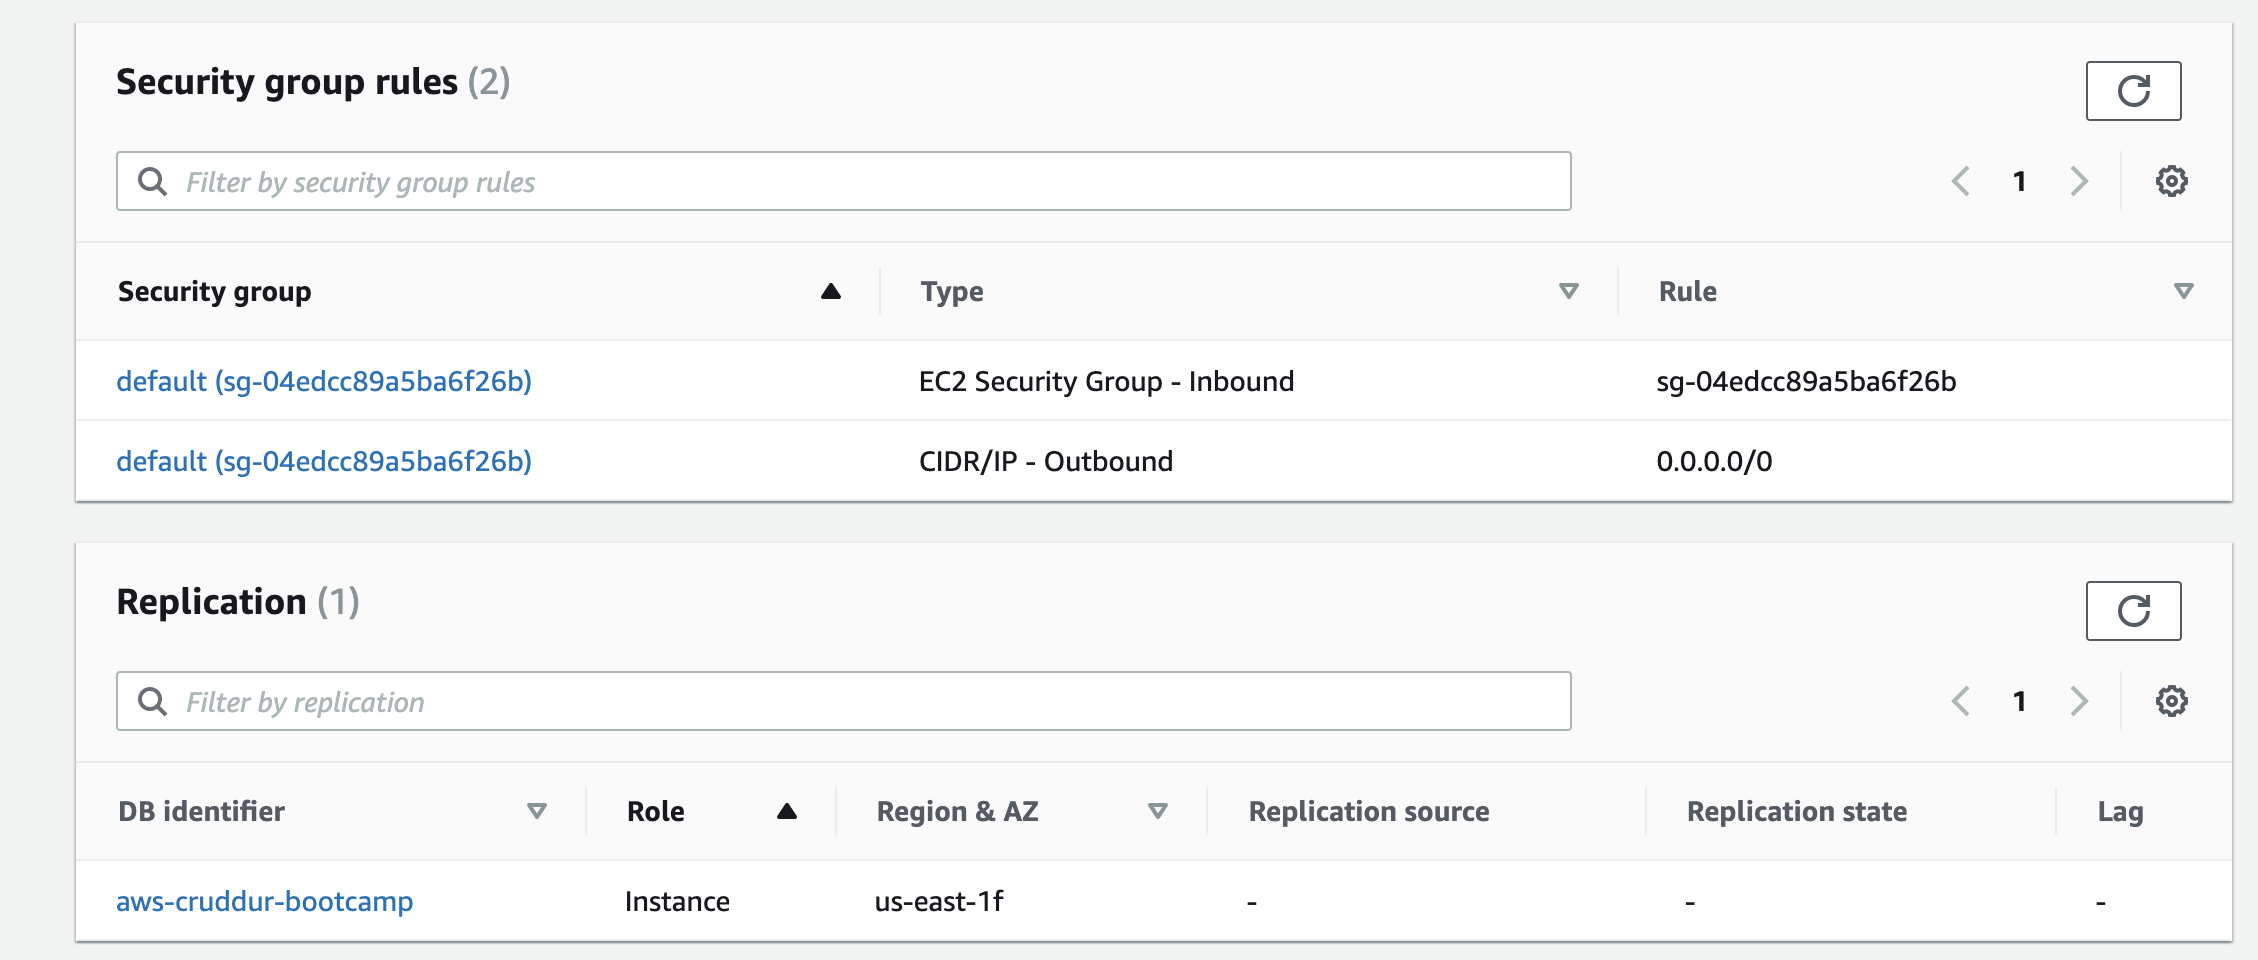 Security group rules (2)
Filter by security group rules
1
Security group Type Rule
default (sg-04edcc89a5ba6f26b) EC2 Security Group - Inbound sg-04edcc89a5ba6f26b
default (sg-04edcc89a5ba6f26b) CIDR/IP - Outbound 0.0.0.0/0
Replication (1)
Filter by replication
1
DB identifier Role Region & AZ Replication source Replication state Lag
aws-cruddur-bootcamp Instance us-east-1f - - -